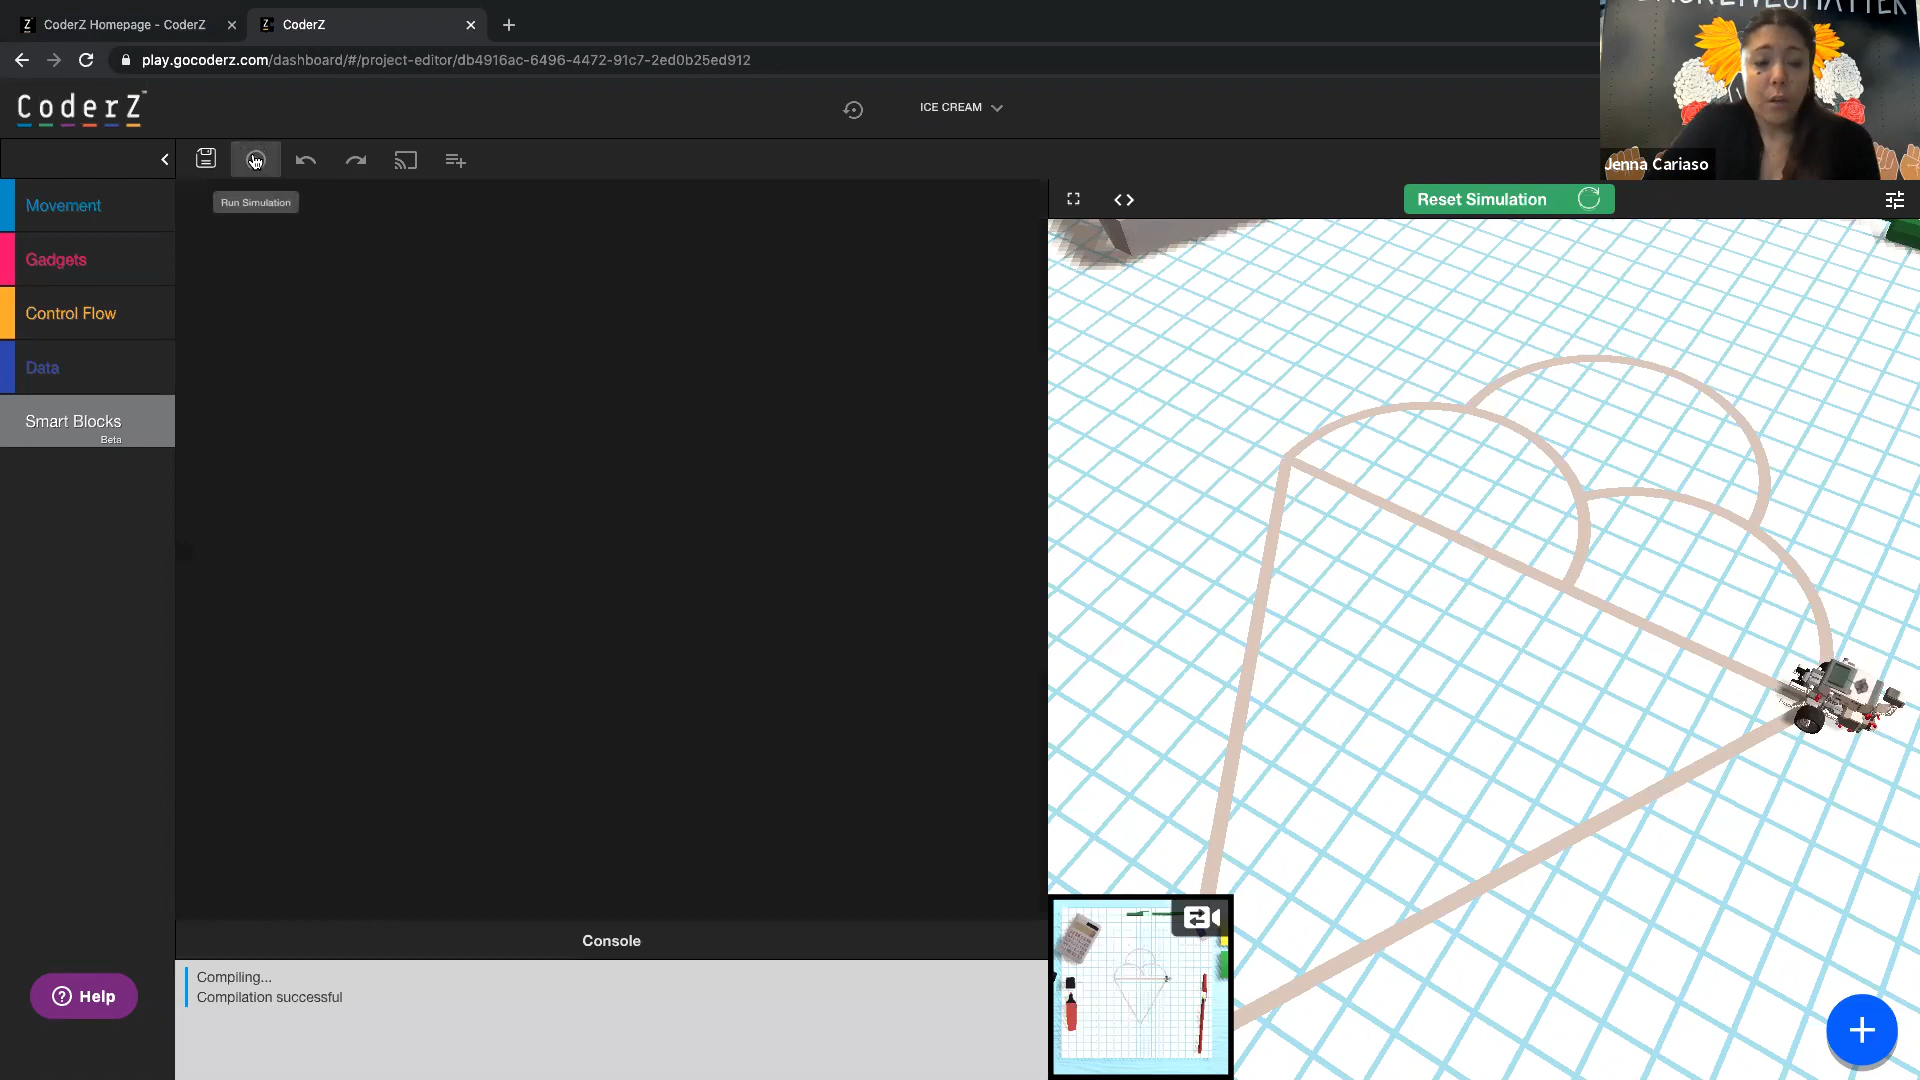 CoderZ Homepage - CoderZ
CoderZ
play.gocoderz.com/dashboard/#/project-editor/db4916ac-6496-4472-91c7-2ed0b25ed912
CoderZ
ICE CREAM
Jenna Cariaso
Run Simulation
Reset Simulation
Movement
Gadgets
Control Flow
Data
Smart Blocks
Beta
Console
Compiling...
Compilation successful
Help